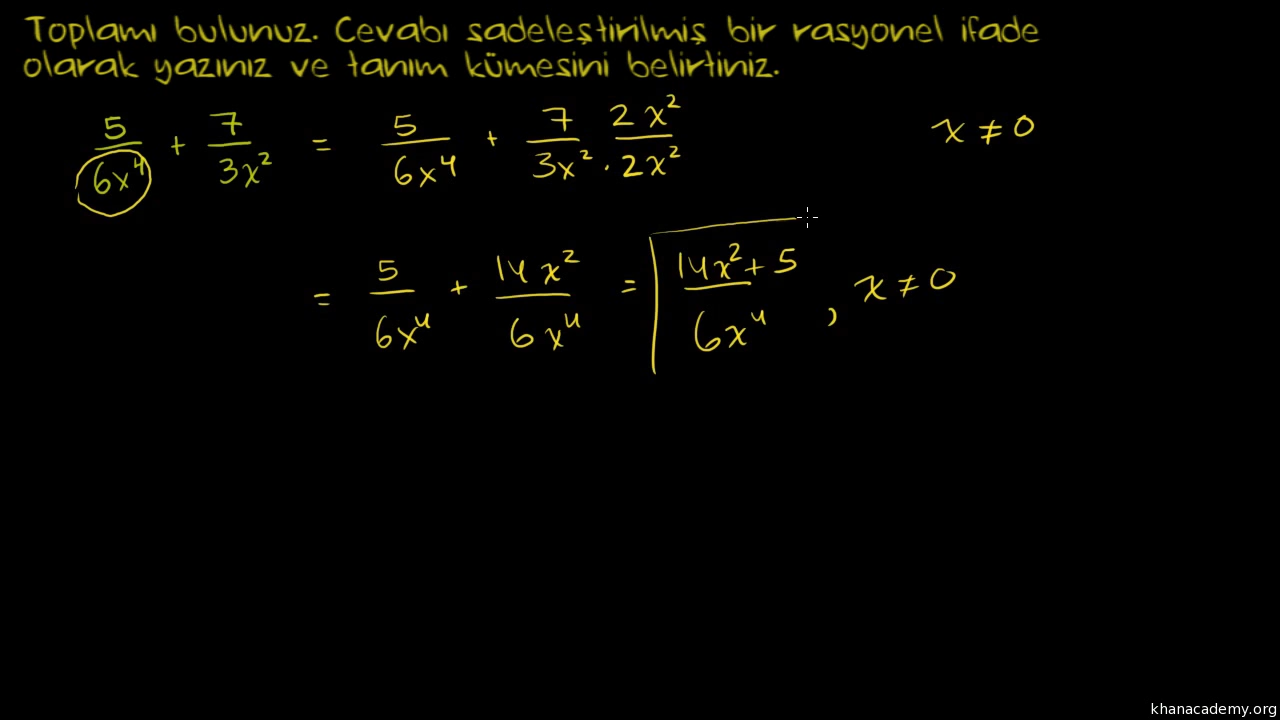 Toplamı bulunuz. Cevabı sadeleştirilmiş bir rasyonel ifade
olarak yazınız ve tanım kümesini belirtiniz.
5/6x⁴ + 7/3x² = 5/6x⁴ + 7/3x² · 2x²/2x² x ≠ 0
= 5/6x⁴ + 14x²/6x⁴ = 14x² + 5/6x⁴ , x ≠ 0
khanacademy.org